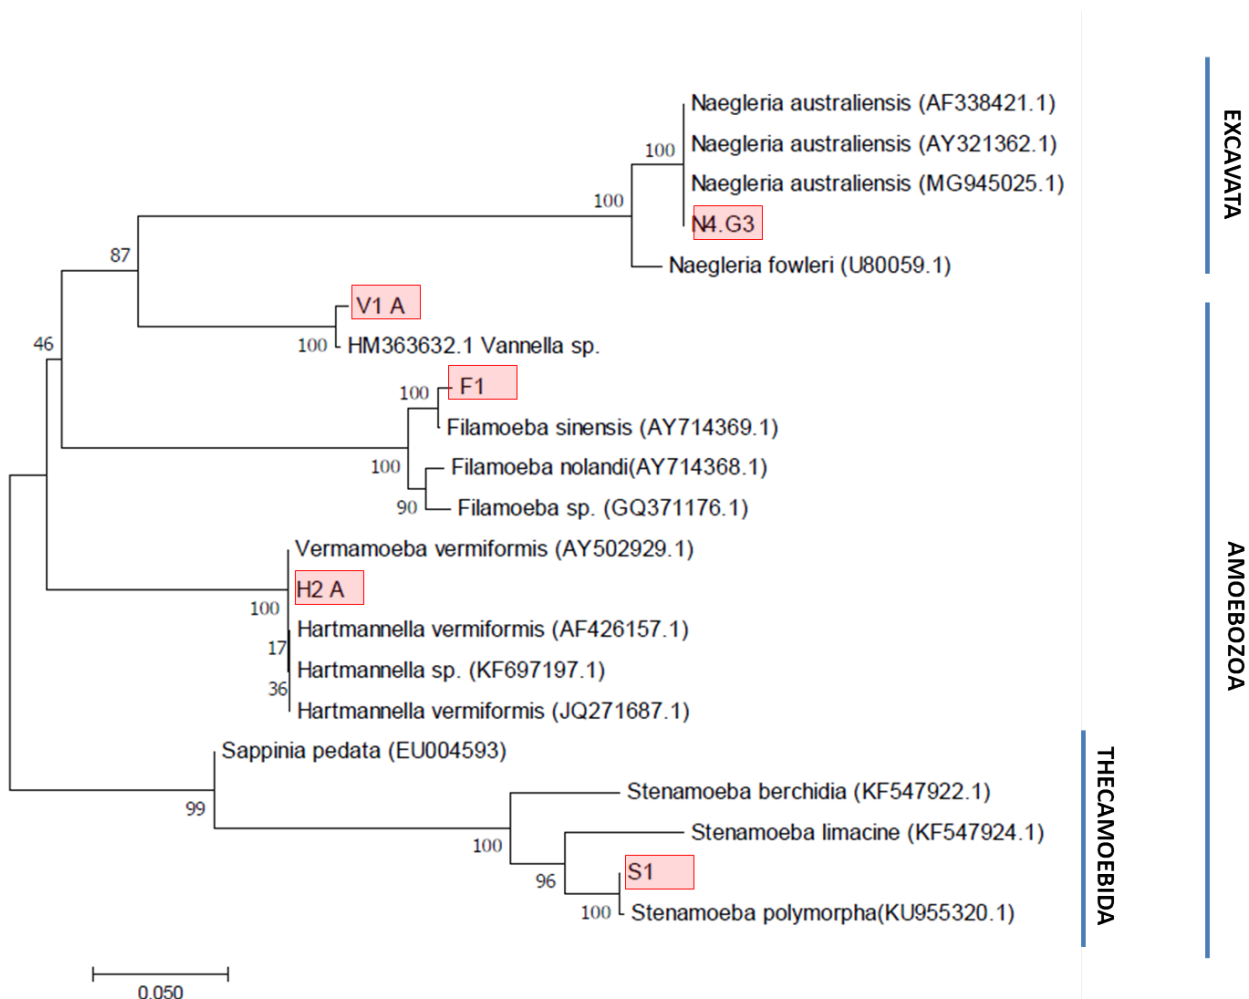 Naegleria australiensis (AF338421.1)
100
Naegleria australiensis (AY321362.1)
Naegleria australiensis (MG945025.1)
100
N4.G3
87
Naegleria fowleri (U80059.1)
V1 A
46
100
HM363632.1 Vannella sp.
100
F1
Filamoeba sinensis (AY714369.1)
100
Filamoeba nolandi(AY714368.1)
90
Filamoeba sp. (GQ371176.1)
Vermamoeba vermiformis (AY502929.1)
H2 A
100
Hartmannella vermiformis (AF426157.1)
17
Hartmannella sp. (KF697197.1)
36
Hartmannella vermiformis (JQ271687.1)
Sappinia pedata (EU004593)
99
Stenamoeba berchidia (KF547922.1)
100
Stenamoeba limacine (KF547924.1)
96
S1
100
Stenamoeba polymorpha(KU955320.1)
0.050
EXCAVATA
AMOEBOZOA
THECAMOEBIDA